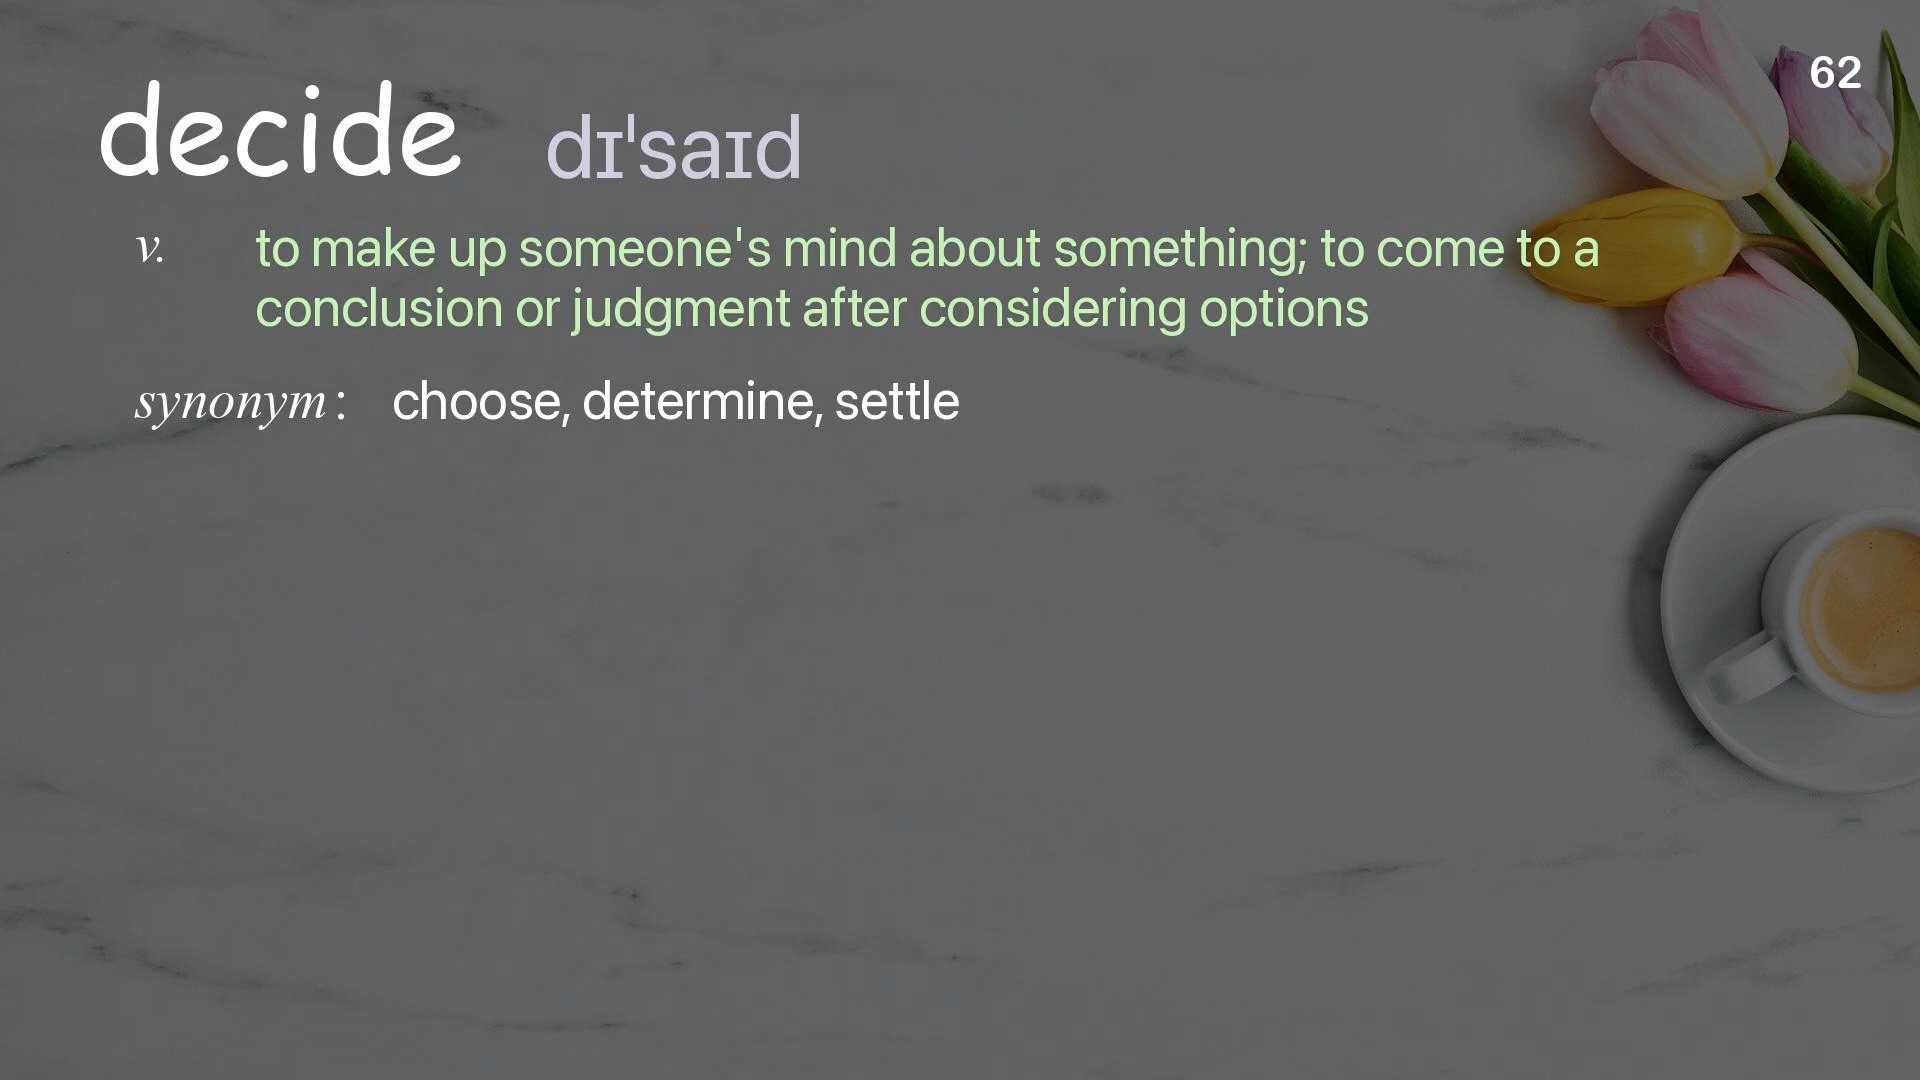 62
decide dɪˈsaɪd
v. to make up someone's mind about something; to come to a
conclusion or judgment after considering options
synonym : choose, determine, settle